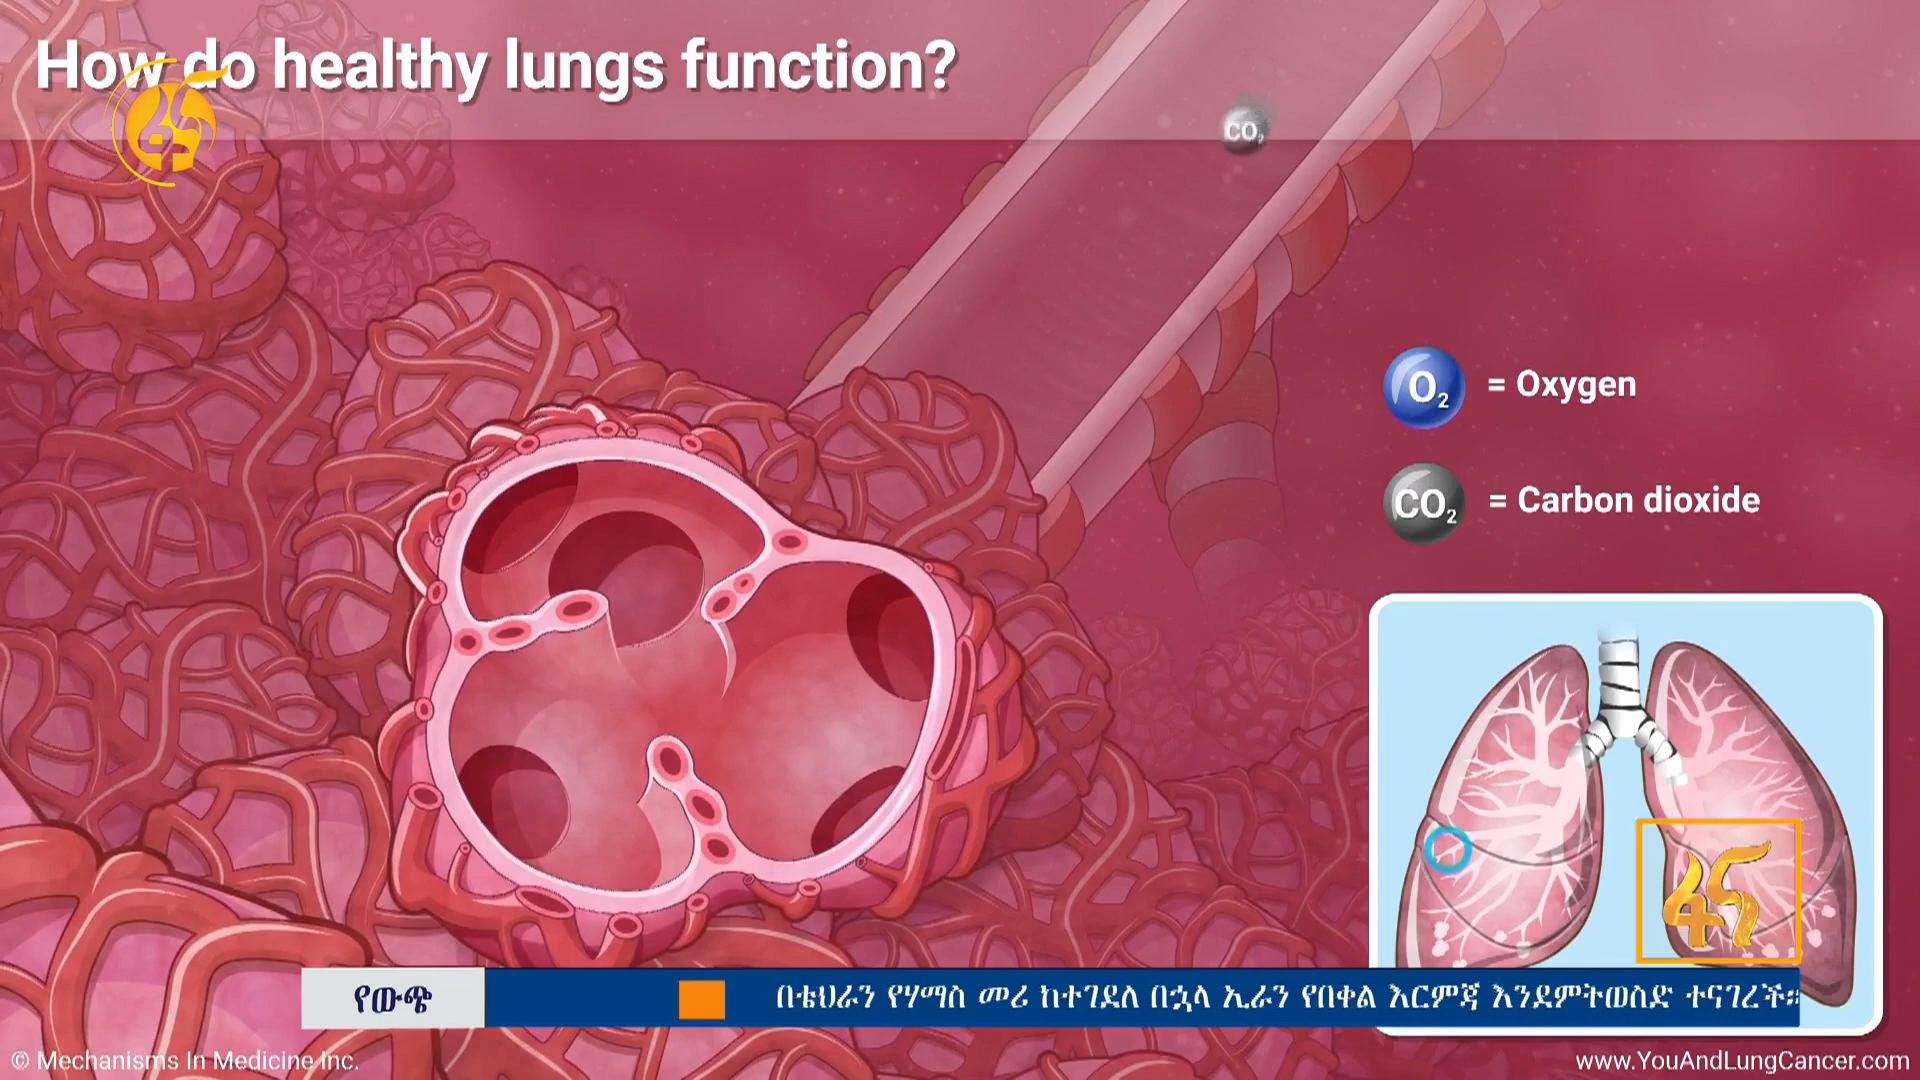 How do healthy lungs function?
CO₂
O₂ = Oxygen
CO₂ = Carbon dioxide
የውጭ
በቴህራን የሃማስ መሪ ከተገደለ በኋላ ኢራን የበቀል እርምጃ እንደምትወስድ ተናገረች።
© Mechanisms In Medicine Inc.
www.YouAndLungCancer.com